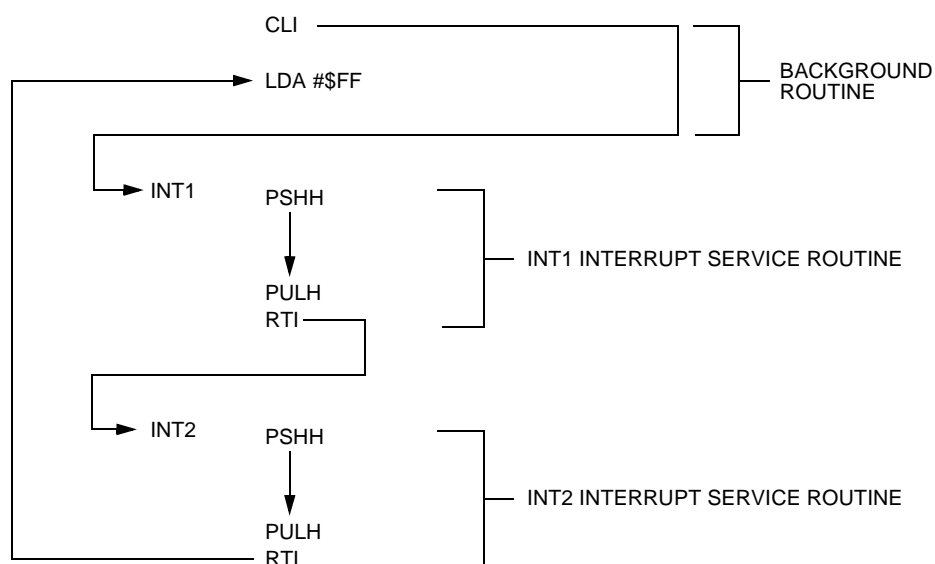 CLI
LDA #$FF
BACKGROUND
ROUTINE
INT1
PSHH
INT1 INTERRUPT SERVICE ROUTINE
PULH
RTI
INT2
PSHH
INT2 INTERRUPT SERVICE ROUTINE
PULH
RTI